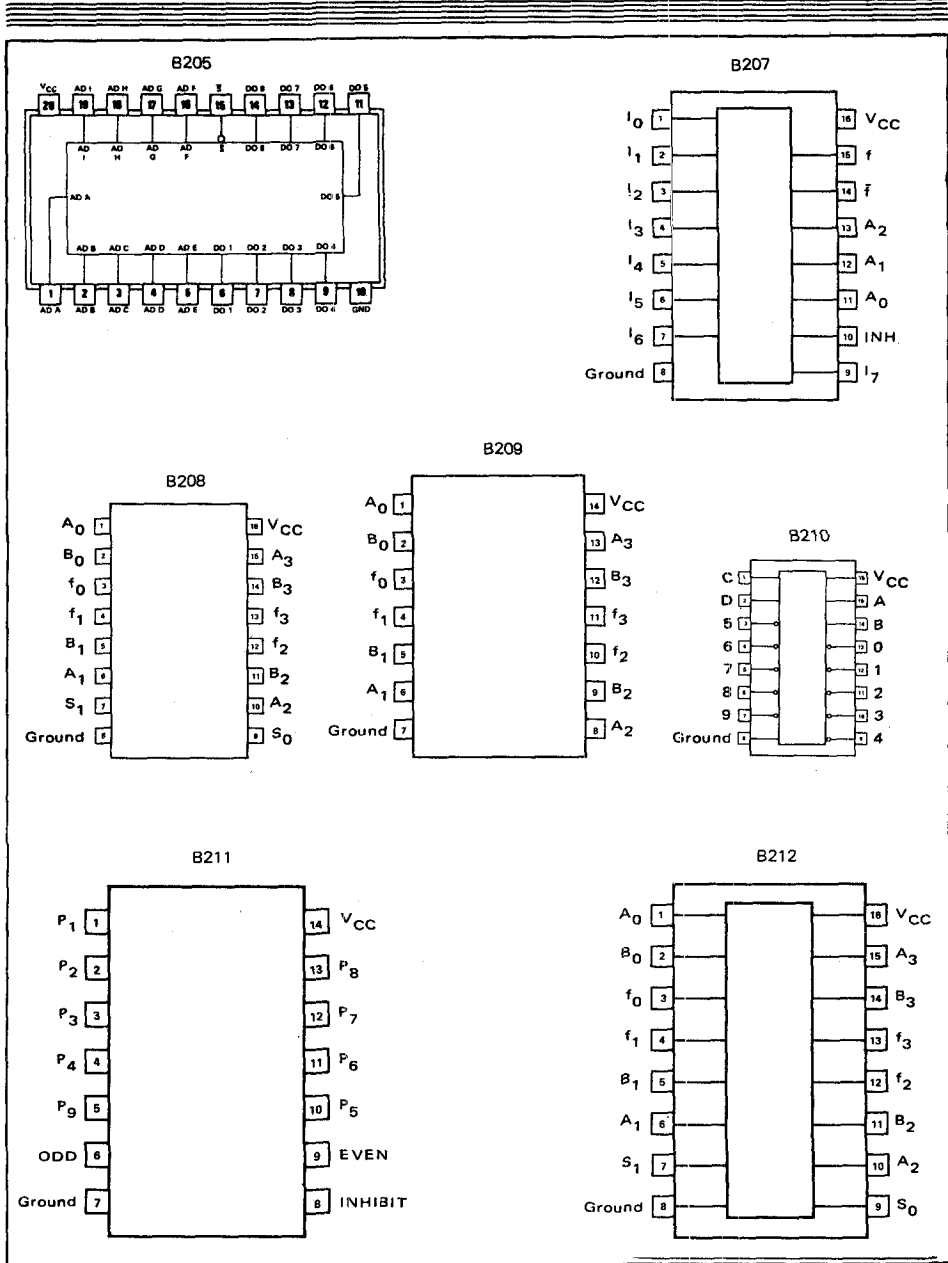 B205
VCC AD I AD H AD G AD F S̅ DO 8 DO 7 DO 6 DO 5
20 19 18 17 16 15 14 13 12 11
AD I AD H AD G AD F S̅ DO 8 DO 7 DO 6
AD A DO 5
AD B AD C AD D AD E DO 1 DO 2 DO 3 DO 4
1 2 3 4 5 6 7 8 9 10
AD A AD B AD C AD D AD E DO 1 DO 2 DO 3 DO 4 GND
B207
I0 1 16 VCC
I1 2 15 f
I2 3 14 f̅
I3 4 13 A2
I4 5 12 A1
I5 6 11 A0
I6 7 10 INH
Ground 8 9 I7
B208
A0 1 16 VCC
B0 2 15 A3
f0 3 14 B3
f1 4 13 f3
B1 5 12 f2
A1 6 11 B2
S1 7 10 A2
Ground 8 9 S0
B209
A0 1 14 VCC
B0 2 13 A3
f0 3 12 B3
f1 4 11 f3
B1 5 10 f2
A1 6 9 B2
Ground 7 8 A2
B210
C 1 16 VCC
D 2 15 A
5 3 14 B
6 4 13 0
7 5 12 1
8 6 11 2
9 7 10 3
Ground 8 9 4
B211
P1 1 14 VCC
P2 2 13 P8
P3 3 12 P7
P4 4 11 P6
P9 5 10 P5
ODD 6 9 EVEN
Ground 7 8 INHIBIT
B212
A0 1 16 VCC
B0 2 15 A3
f0 3 14 B3
f1 4 13 f3
B1 5 12 f2
A1 6 11 B2
S1 7 10 A2
Ground 8 9 S0